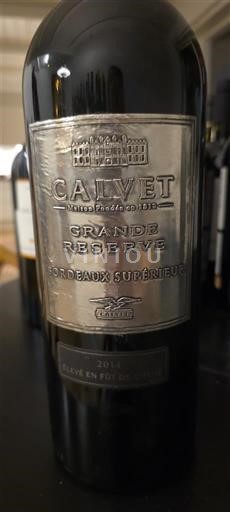 CALVET
Maison Fondée en 1818
GRANDE
RESERVE
VINIOU
BORDEAUX SUPÉRIEUR
CALVET
2014
ÉLEVÉ EN FÛT DE CHÊNE